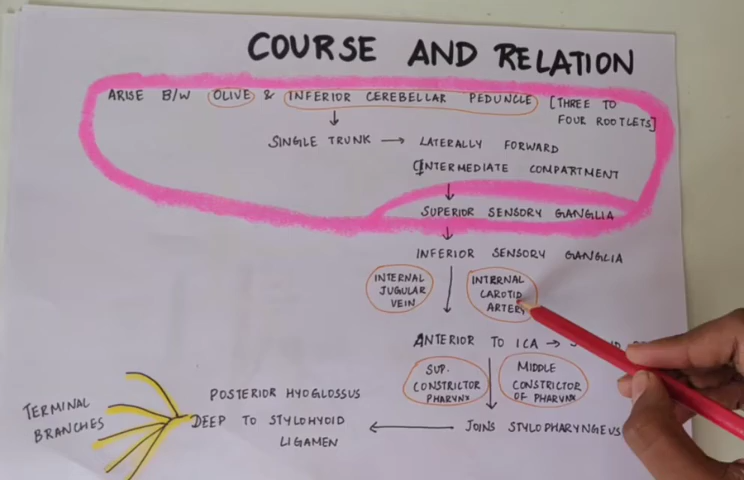 COURSE AND RELATION
ARISE B/W OLIVE & INFERIOR CEREBELLAR PEDUNCLE [THREE TO
FOUR ROOTLETS]
↓
SINGLE TRUNK → LATERALLY FORWARD
(INTERMEDIATE COMPARTMENT
↓
SUPERIOR SENSORY GANGLIA
↓
INFERIOR SENSORY GANGLIA
INTERNAL
JUGULAR
VEIN
↓
INTERNAL
CAROTID
ARTERY
ANTERIOR TO ICA →
SUP.
CONSTRICTOR
PHARYNX
↓
MIDDLE
CONSTRICTOR
OF PHARYNX
JOINS STYLOPHARYNGEUS
←
POSTERIOR HYOGLOSSUS
DEEP TO STYLOHYOID
LIGAMEN
TERMINAL
BRANCHES